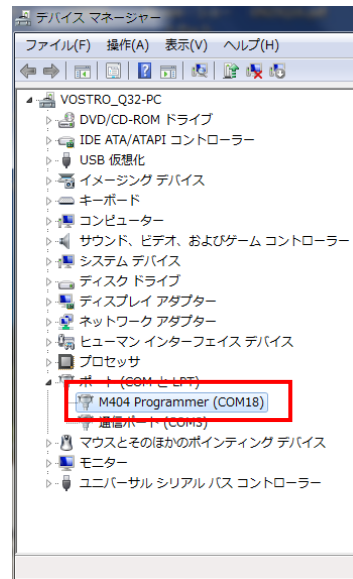 デバイス マネージャー
ファイル(F) 操作(A) 表示(V) ヘルプ(H)
VOSTRO_Q32-PC
DVD/CD-ROM ドライブ
IDE ATA/ATAPI コントローラー
USB 仮想化
イメージング デバイス
キーボード
コンピューター
サウンド、ビデオ、およびゲーム コントローラー
システム デバイス
ディスク ドライブ
ディスプレイ アダプター
ネットワーク アダプター
ヒューマン インターフェイス デバイス
プロセッサ
ポート (COM と LPT)
M404 Programmer (COM18)
通信ポート (COM3)
マウスとそのほかのポインティング デバイス
モニター
ユニバーサル シリアル バス コントローラー